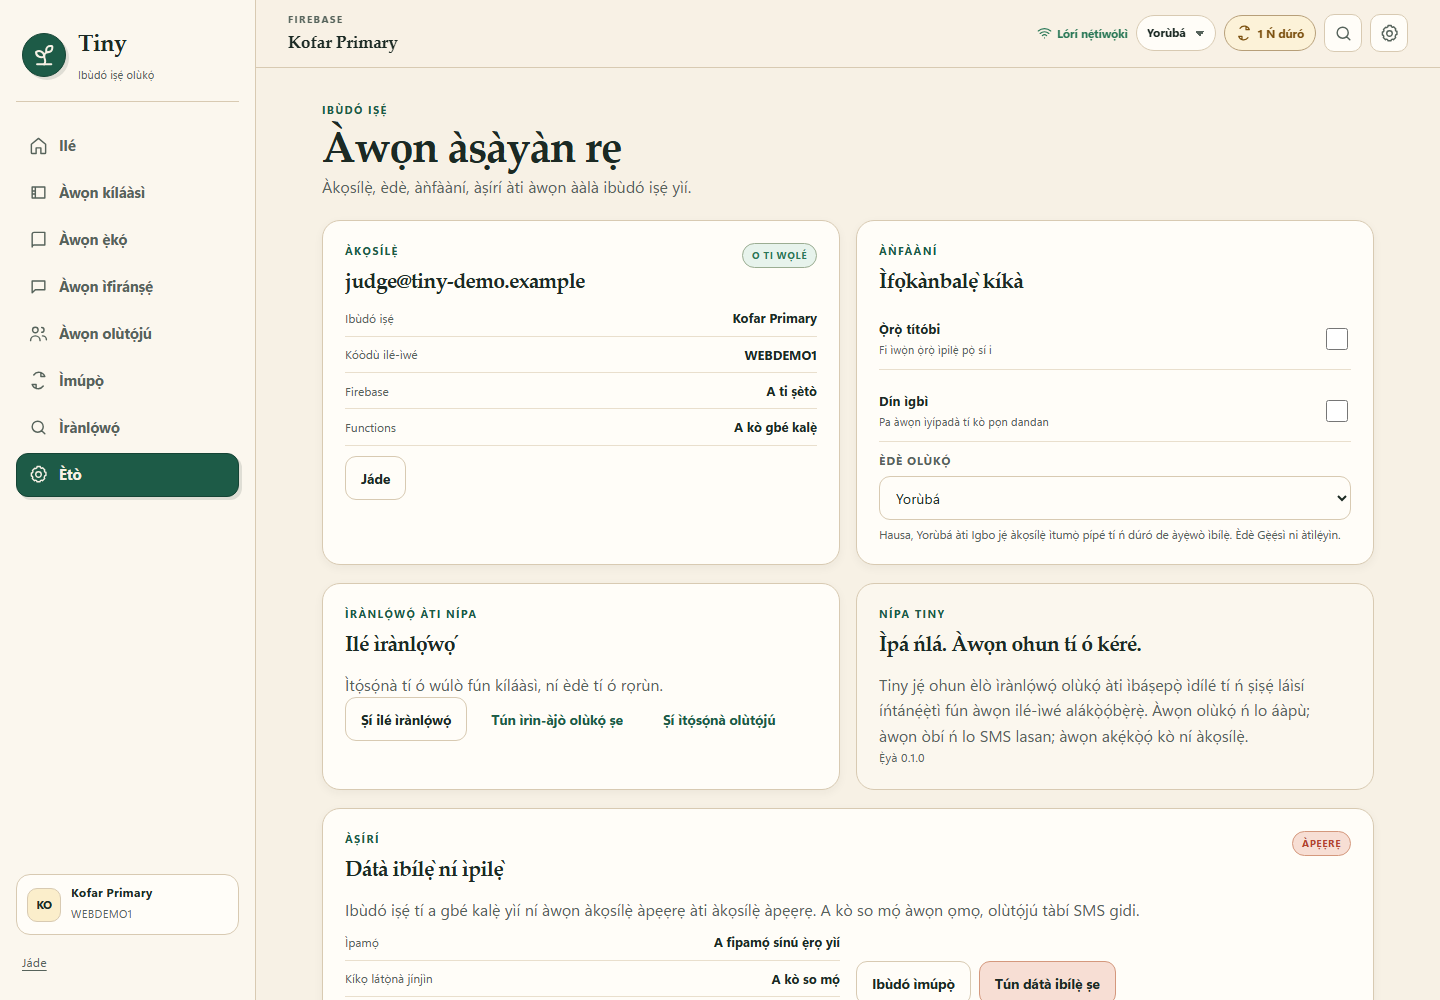 Tiny
Ibùdó iṣẹ́ olùkọ́
Ilé
Àwọn kíláàsì
Àwọn ẹ̀kọ́
Àwọn ìfiránṣẹ́
Àwọn olùtọ́jú
Ìmúpọ̀
Ìrànlọ́wọ́
Ètò
KO
Kofar Primary
WEBDEMO1
Jáde
FIREBASE
Kofar Primary
Lórí nẹ́tíwọ́kì
Yorùbá
1 Ń dúró
IBÙDÓ IṢẸ́
Àwọn àṣàyàn rẹ
Àkọsílẹ̀, èdè, àǹfààní, àṣírí àti àwọn ààlà ibùdó iṣẹ́ yìí.
ÀKỌSÍLẸ̀
O TI WỌLÉ
judge@tiny-demo.example
Ibùdó iṣẹ́
Kofar Primary
Kóòdù ilé-ìwé
WEBDEMO1
Firebase
A ti ṣètò
Functions
A kò gbé kalẹ̀
Jáde
ÀǸFÀÀNÍ
Ìfọ̀kànbalẹ̀ kíkà
Ọ̀rọ̀ títóbi
Fi ìwọ̀n ọ̀rọ̀ ìpìlẹ̀ pọ̀ sí i
Dín ìgbì
Pa àwọn ìyípadà tí kò pọn dandan
ÈDÈ OLÙKỌ́
Yorùbá
Hausa, Yorùbá àti Igbo jẹ́ àkọsílẹ̀ ìtumọ̀ pípé tí ń dúró de àyẹ̀wò ìbílẹ̀. Èdè Gẹ̀ẹ́sì ni àtìlẹ́yìn.
ÌRÀNLỌ́WỌ́ ÀTI NÍPA
Ilé ìrànlọ́wọ́
Ìtọ́sọ́nà tí ó wúlò fún kíláàsì, ní èdè tí ó rọrùn.
Ṣí ilé ìrànlọ́wọ́
Tún ìrìn-àjò olùkọ́ ṣe
Ṣí ìtọ́sọ́nà olùtọ́jú
NÍPA TINY
Ìpá ńlá. Àwọn ohun tí ó kéré.
Tiny jẹ́ ohun èlò ìrànlọ́wọ́ olùkọ́ àti ìbáṣepọ̀ ìdílé tí ń ṣiṣẹ́ láìsí
íńtánẹ́ẹ̀tì fún àwọn ilé-ìwé alákọ̀ọ́bẹ̀rẹ̀. Àwọn olùkọ́ ń lo áàpù;
àwọn òbí ń lo SMS lasan; àwọn akẹ́kọ̀ọ́ kò ní àkọsílẹ̀.
Ẹ̀yà 0.1.0
ÀṢÍRÍ
ÀPẸẸRẸ
Dátà ibílẹ̀ ní ìpilẹ̀
Ibùdó iṣẹ́ tí a gbé kalẹ̀ yìí ní àwọn àkọsílẹ̀ àpẹẹrẹ àti àkọsílẹ̀ àpẹẹrẹ. A kò so mọ́ àwọn ọmọ, olùtọ́jú tàbí SMS gidi.
Ìpamọ́
A fipamọ́ sínú ẹ̀rọ yìí
Kíkọ látọ̀nà jínjìn
A kò so mọ́
Ibùdó ìmúpọ̀
Tún dátà ibílẹ̀ ṣe